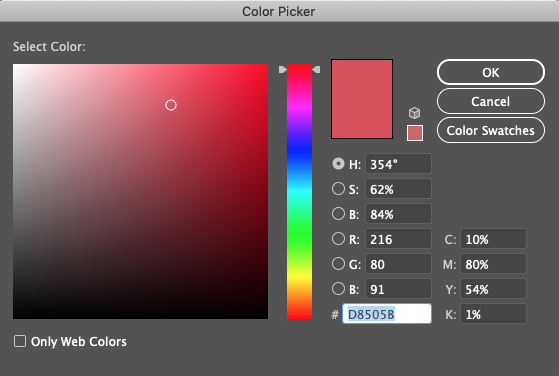 Color Picker
Select Color:
OK
Cancel
Color Swatches
H: 354°
S: 62%
B: 84%
R: 216 C: 10%
G: 80 M: 80%
B: 91 Y: 54%
# D8505B K: 1%
Only Web Colors